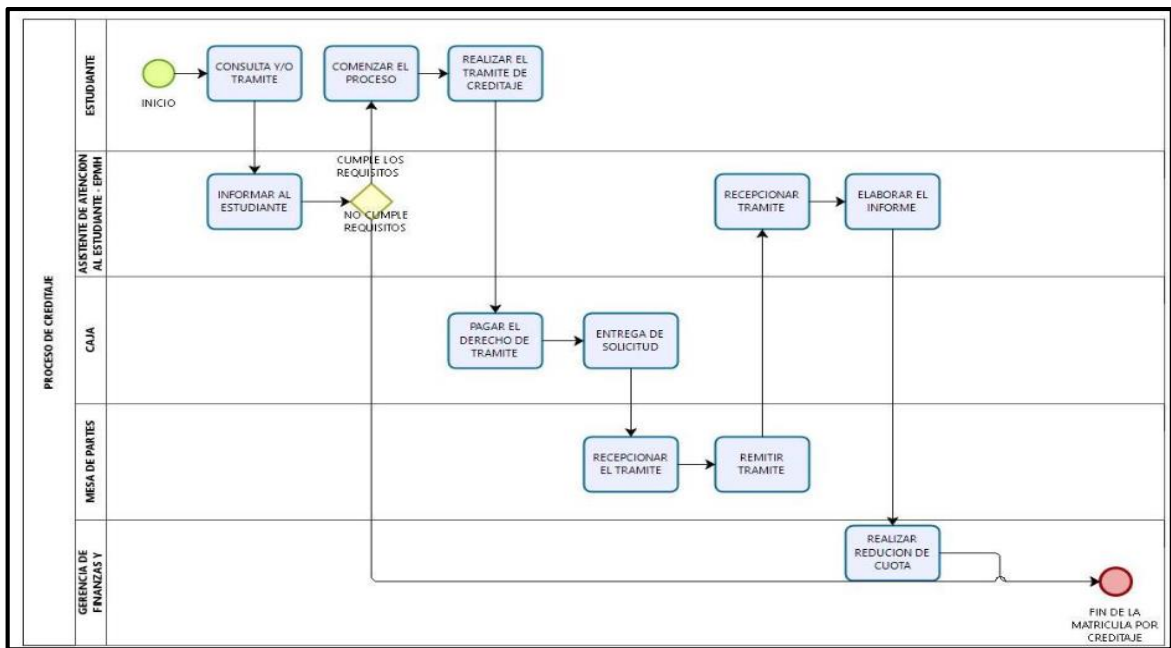 PROCESO DE CREDITAJE
ESTUDIANTE
INICIO
CONSULTA Y/O
TRAMITE
COMENZAR EL
PROCESO
REALIZAR EL
TRAMITE DE
CREDITAJE
ASISTENTE DE ATENCION
AL ESTUDIANTE - EPMH
INFORMAR AL
ESTUDIANTE
CUMPLE LOS
REQUISITOS
NO CUMPLE
REQUISITOS
RECEPCIONAR
TRAMITE
ELABORAR EL
INFORME
CAJA
PAGAR EL
DERECHO DE
TRAMITE
ENTREGA DE
SOLICITUD
MESA DE PARTES
RECEPCIONAR
EL TRAMITE
REMITIR
TRAMITE
GERENCIA DE
FINANZAS Y
REALIZAR
REDUCION DE
CUOTA
FIN DE LA
MATRICULA POR
CREDITAJE